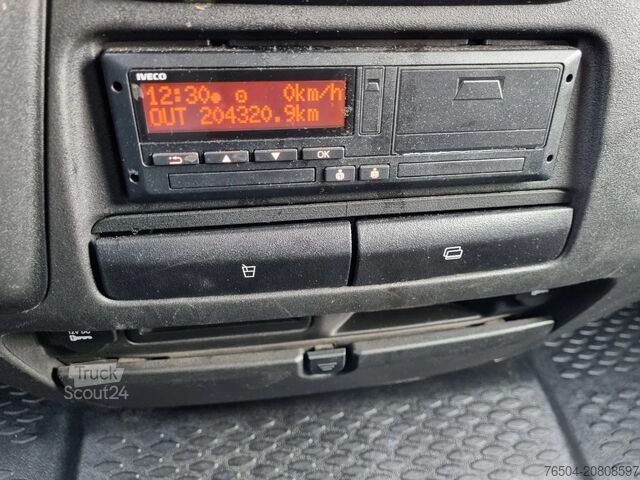 IVECO
12:30 0km/h
OUT 204320.9km
OK
12V DC
Truck
Scout24
76504-20808597